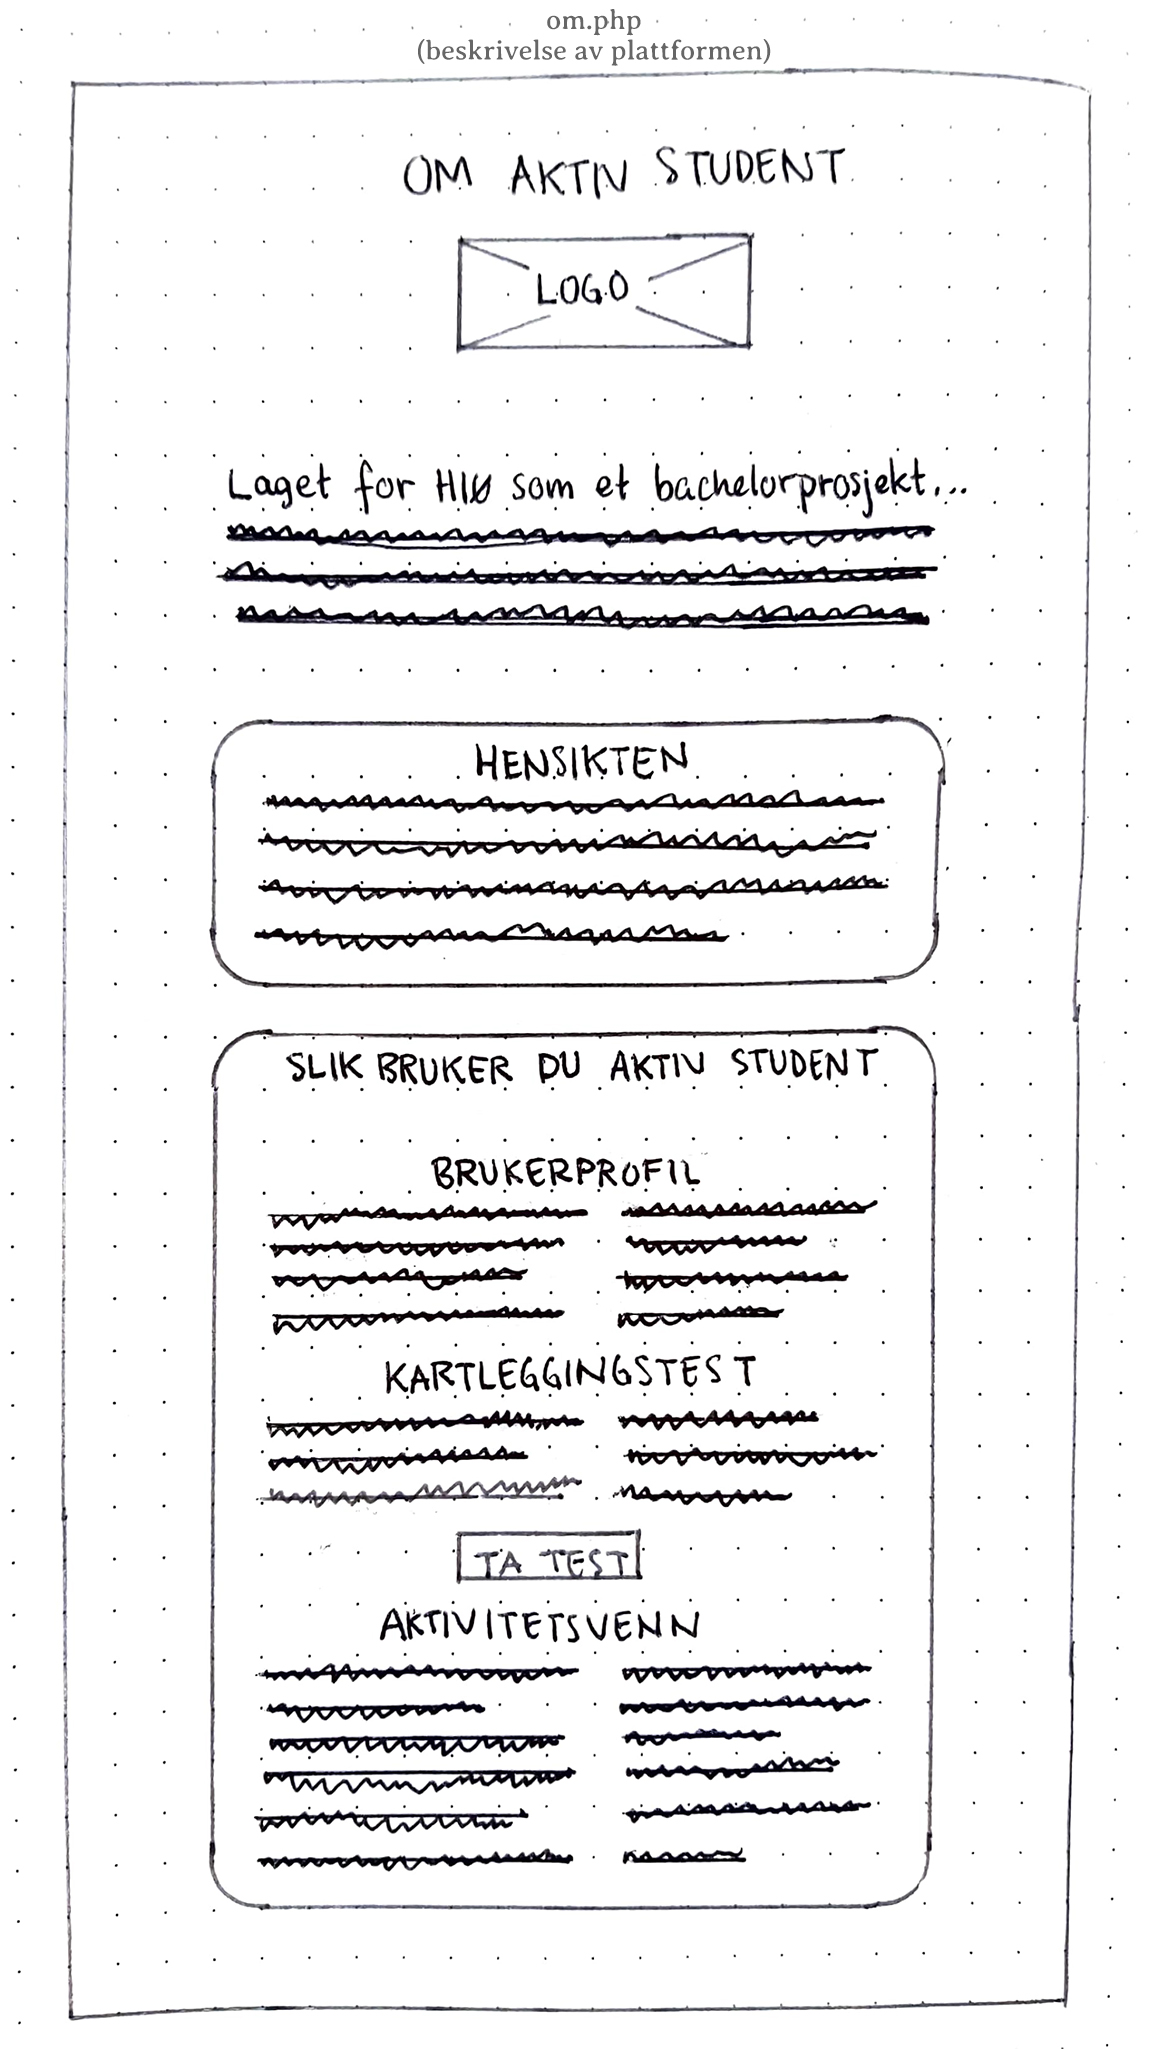 om.php
(beskrivelse av plattformen)
OM AKTIV STUDENT
LOGO
Laget for HIØ som et bachelorprosjekt...
HENSIKTEN
SLIK BRUKER DU AKTIV STUDENT
BRUKERPROFIL
KARTLEGGINGSTEST
TA TEST
AKTIVITETSVENN